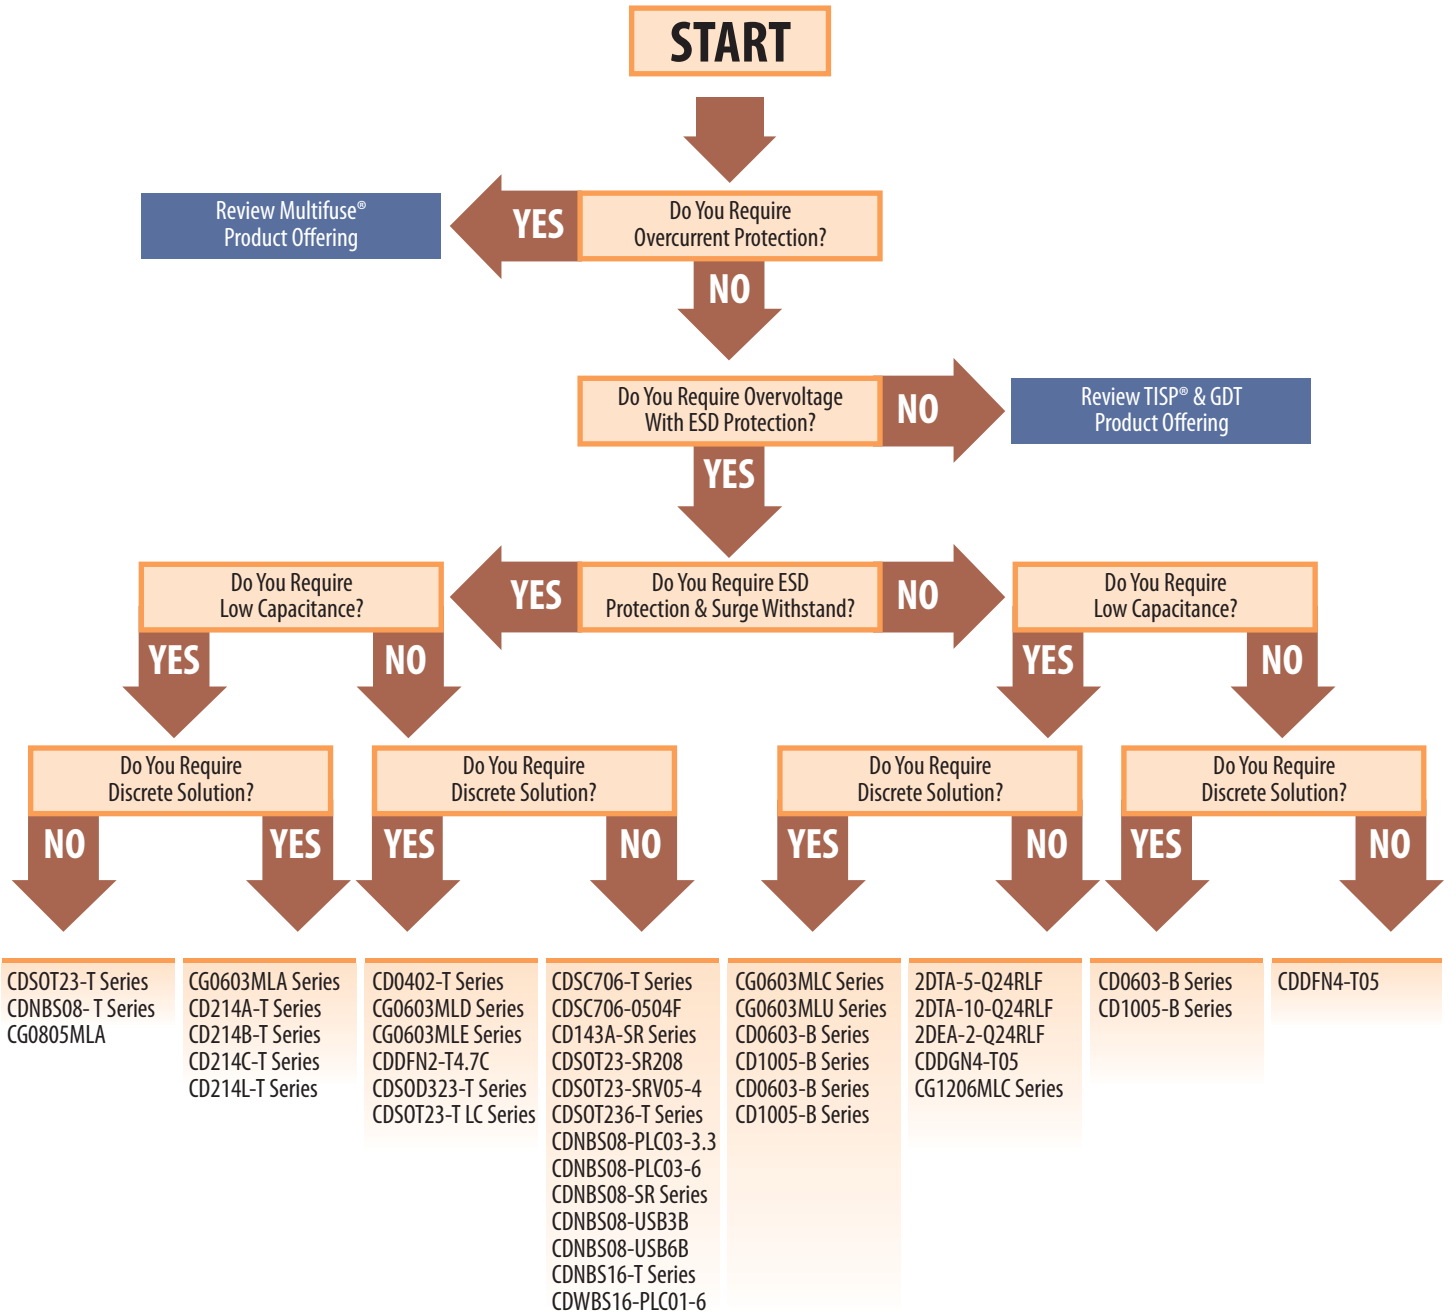 START
Do You Require
Overcurrent Protection?
YES
Review Multifuse®
Product Offering
NO
Do You Require Overvoltage
With ESD Protection?
NO
Review TISP® & GDT
Product Offering
YES
Do You Require ESD
Protection & Surge Withstand?
YES
NO
Do You Require
Low Capacitance?
Do You Require
Low Capacitance?
YES
NO
YES
NO
Do You Require
Discrete Solution?
Do You Require
Discrete Solution?
Do You Require
Discrete Solution?
Do You Require
Discrete Solution?
NO
YES
YES
NO
YES
NO
YES
NO
CDSOT23-T Series
CDNBS08- T Series
CG0805MLA
CG0603MLA Series
CD214A-T Series
CD214B-T Series
CD214C-T Series
CD214L-T Series
CD0402-T Series
CG0603MLD Series
CG0603MLE Series
CDDFN2-T4.7C
CDSOD323-T Series
CDSOT23-T LC Series
CDSC706-T Series
CDSC706-0504F
CD143A-SR Series
CDSOT23-SR208
CDSOT23-SRV05-4
CDSOT236-T Series
CDNBS08-PLC03-3.3
CDNBS08-PLC03-6
CDNBS08-SR Series
CDNBS08-USB3B
CDNBS08-USB6B
CDNBS16-T Series
CDWBS16-PLC01-6
CG0603MLC Series
CG0603MLU Series
CD0603-B Series
CD1005-B Series
CD0603-B Series
CD1005-B Series
2DTA-5-Q24RLF
2DTA-10-Q24RLF
2DEA-2-Q24RLF
CDDGN4-T05
CG1206MLC Series
CD0603-B Series
CD1005-B Series
CDDFN4-T05